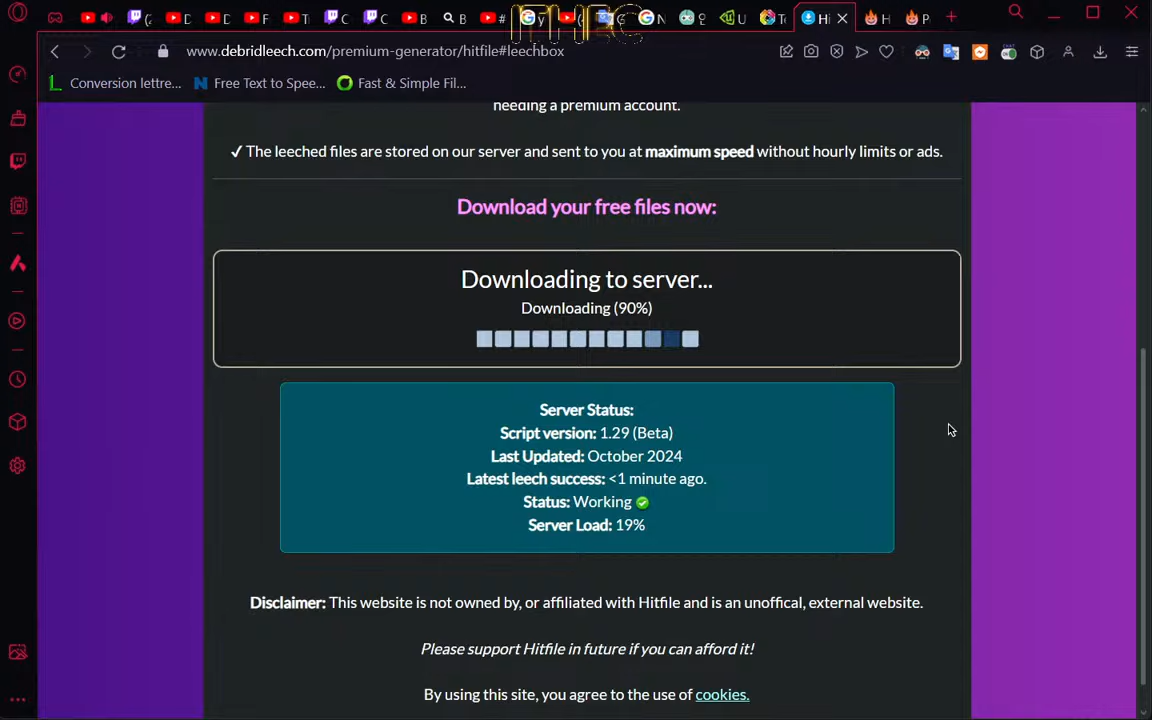 Hi
www.debridleech.com/premium-generator/hitfile#leechbox
Conversion lettre...
Free Text to Spee...
Fast & Simple Fil...
needing a premium account.
✓ The leeched files are stored on our server and sent to you at maximum speed without hourly limits or ads.
Download your free files now:
Downloading to server...
Downloading (90%)
Server Status:
Script version: 1.29 (Beta)
Last Updated: October 2024
Latest leech success: <1 minute ago.
Status: Working
Server Load: 19%
Disclaimer: This website is not owned by, or affiliated with Hitfile and is an unoffical, external website.
Please support Hitfile in future if you can afford it!
By using this site, you agree to the use of cookies.